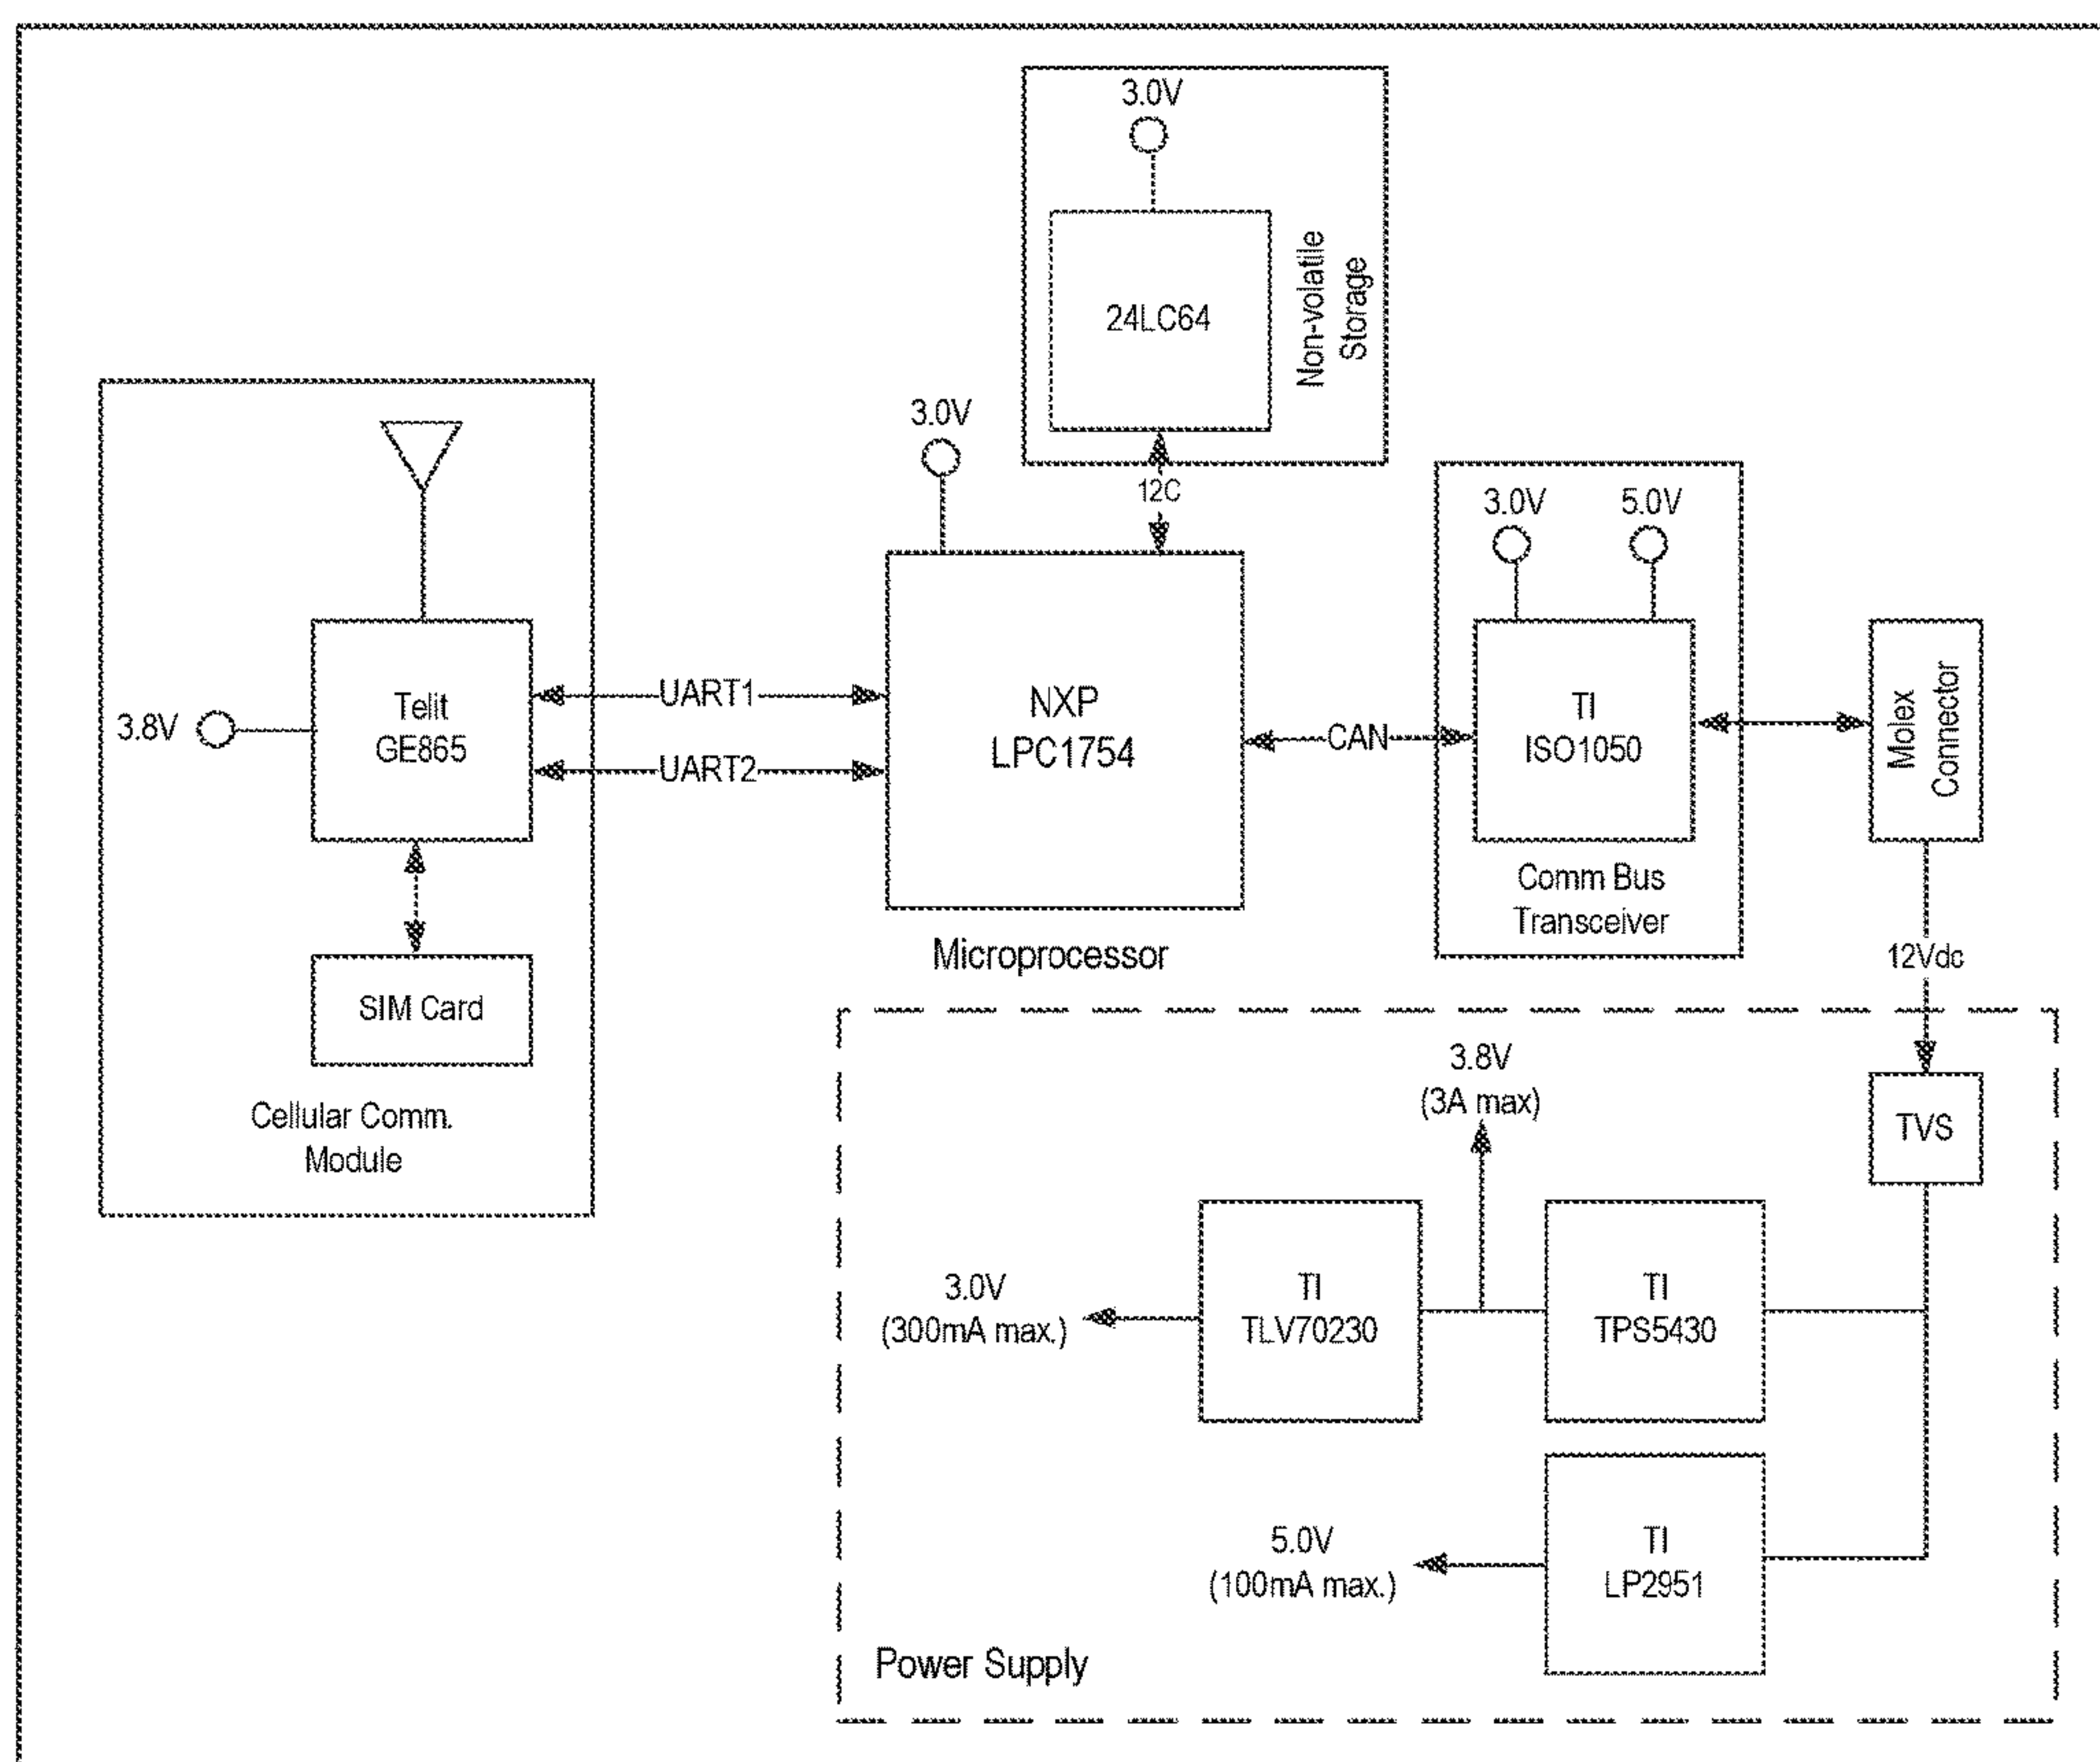 3.0V
24LC64
Non-volatile
Storage
3.0V
12C
3.0V
5.0V
Telit
GE865
3.8V
UART1
UART2
NXP
LPC1754
CAN
TI
ISO1050
Molex
Connector
Comm Bus
Transceiver
Microprocessor
12Vdc
SIM Card
Cellular Comm.
Module
3.8V
(3A max)
TVS
3.0V
(300mA max.)
TI
TLV70230
TI
TPS5430
5.0V
(100mA max.)
TI
LP2951
Power Supply